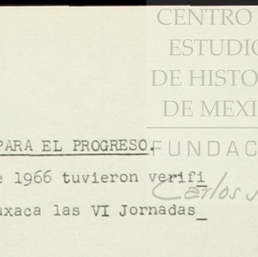 CENTRO
ESTUDIO
DE HISTO
DE MEXI
FUNDAC
Carlos
PARA EL PROGRESO.
e 1966 tuvieron verifi
axaca las VI Jornadas